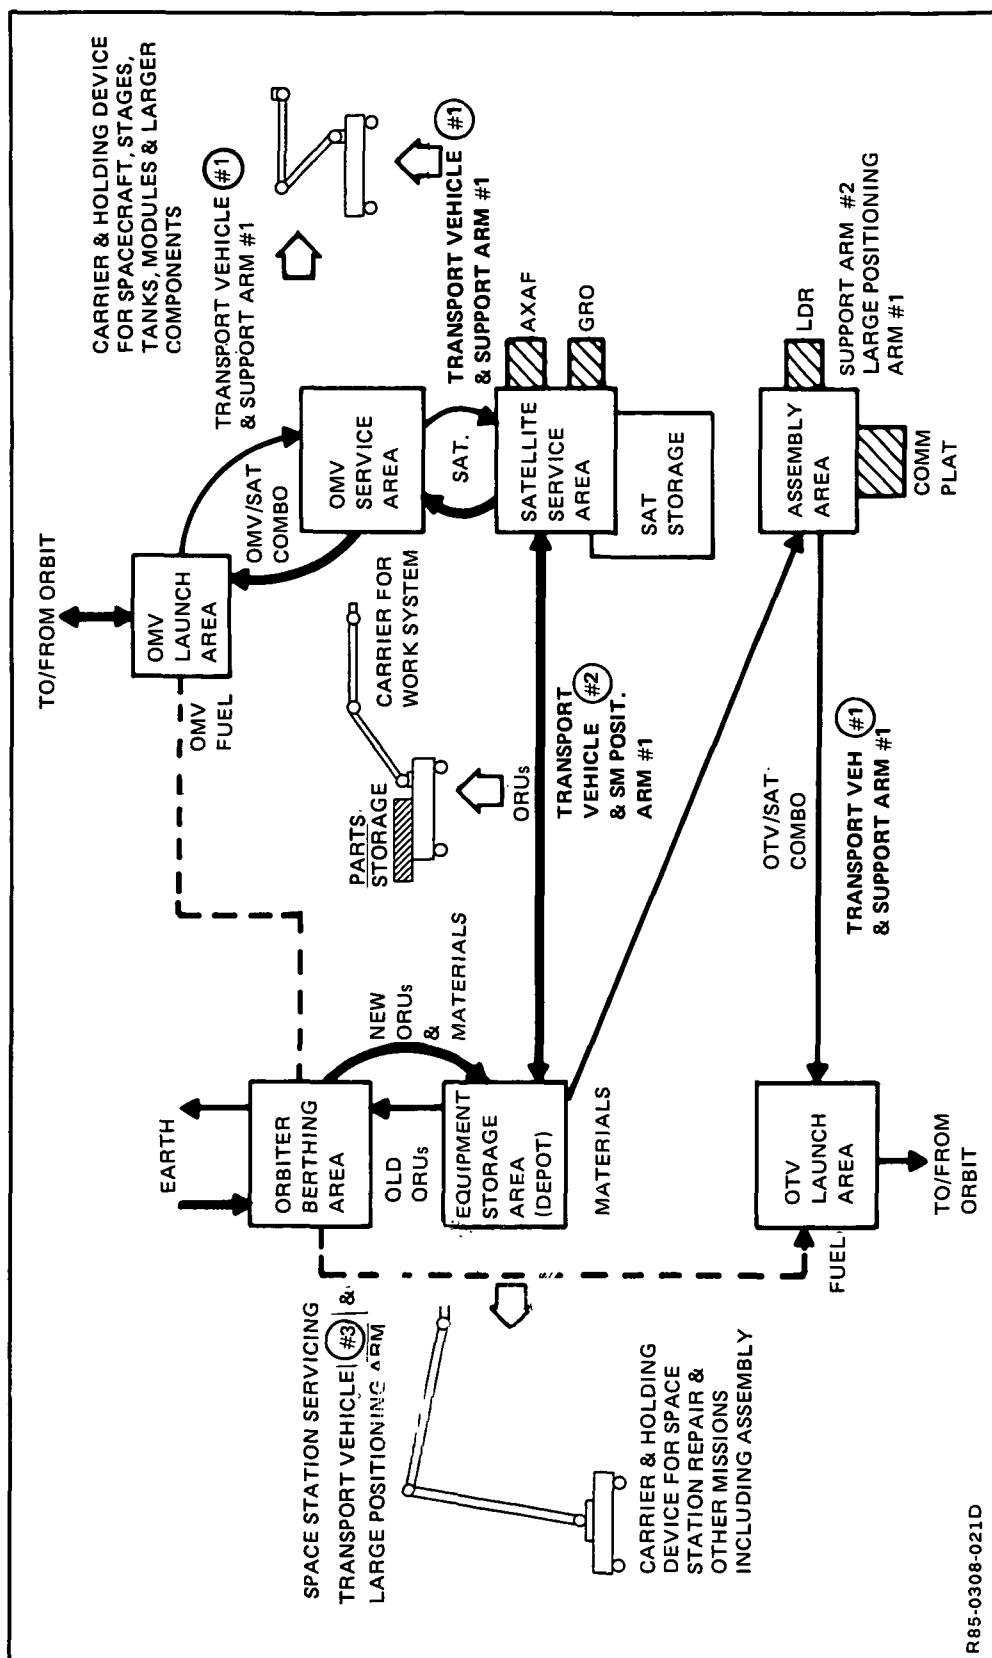 SPACE STATION SERVICING
TRANSPORT VEHICLE #3 &
LARGE POSITIONING ARM
CARRIER & HOLDING
DEVICE FOR SPACE
STATION REPAIR &
OTHER MISSIONS
INCLUDING ASSEMBLY
EARTH
ORBITER
BERTHING
AREA
OLD
ORUs
NEW
ORUs
&
MATERIALS
EQUIPMENT
STORAGE
AREA
(DEPOT)
MATERIALS
FUEL
OTV
LAUNCH
AREA
TO/FROM
ORBIT
TO/FROM ORBIT
OMV
FUEL
OMV
LAUNCH
AREA
OMV/SAT
COMBO
PARTS
STORAGE
CARRIER FOR
WORK SYSTEM
ORUs
TRANSPORT
VEHICLE #2
& SM POSIT.
ARM #1
OTV/SAT
COMBO
TRANSPORT VEH #1
& SUPPORT ARM #1
CARRIER & HOLDING DEVICE
FOR SPACECRAFT, STAGES,
TANKS, MODULES & LARGER
COMPONENTS
TRANSPORT VEHICLE #1
& SUPPORT ARM #1
OMV
SERVICE
AREA
SAT.
TRANSPORT VEHICLE #1
& SUPPORT ARM #1
SATELLITE
SERVICE
AREA
AXAF
GRO
SAT
STORAGE
ASSEMBLY
AREA
LDR
COMM
PLAT
SUPPORT ARM #2
LARGE POSITIONING
ARM #1
R85-0308-021D